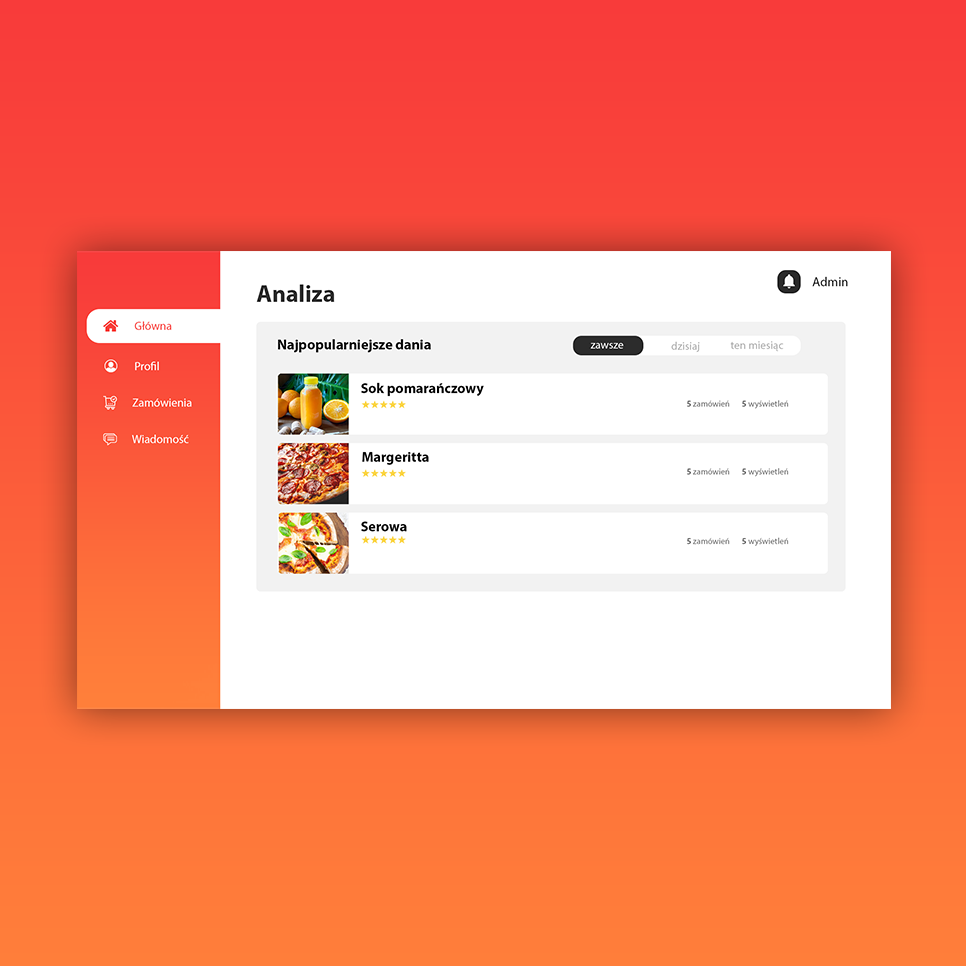 Admin
Analiza
Główna
Profil
Zamówienia
Wiadomość
Najpopularniejsze dania
zawsze dzisiaj ten miesiąc
Sok pomarańczowy
5 zamówień 5 wyświetleń
Margeritta
5 zamówień 5 wyświetleń
Serowa
5 zamówień 5 wyświetleń